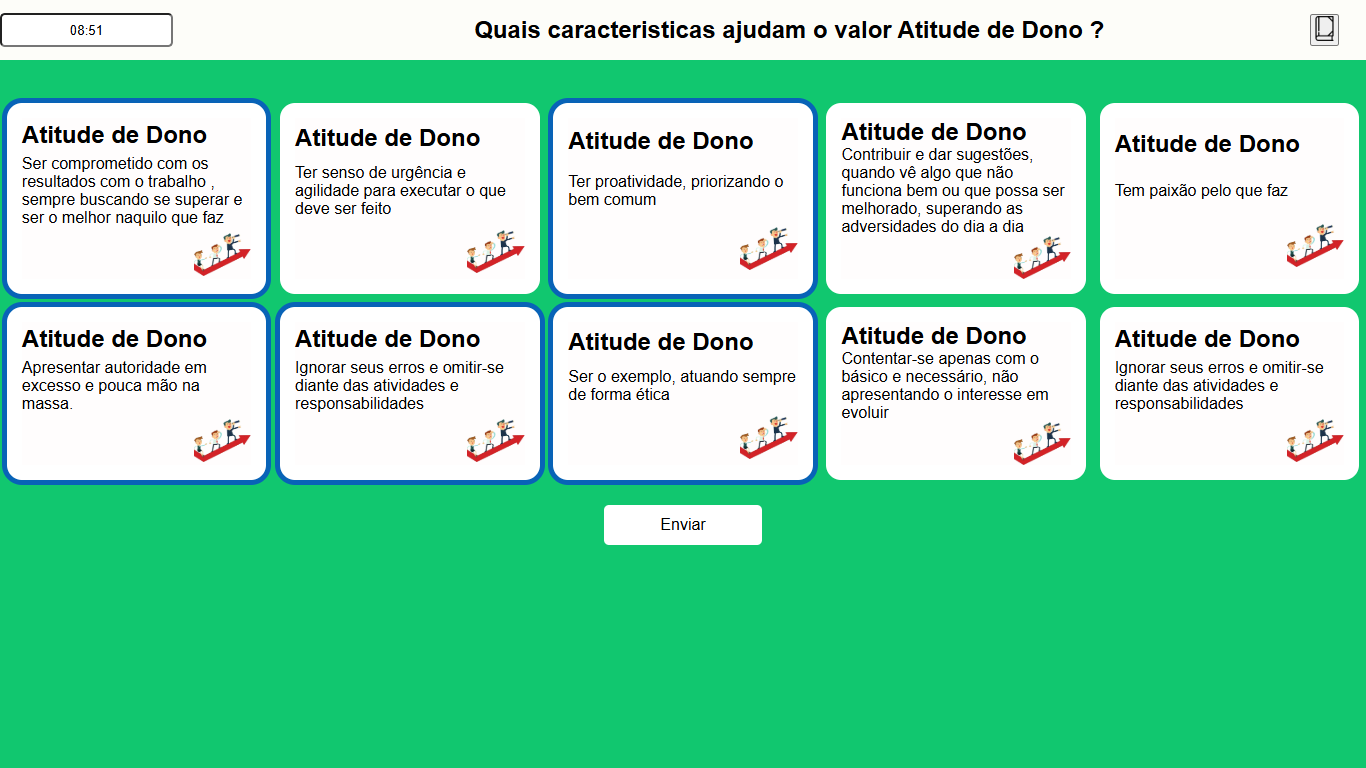 08:51
Quais caracteristicas ajudam o valor Atitude de Dono ?
Atitude de Dono
Ser comprometido com os
resultados com o trabalho ,
sempre buscando se superar e
ser o melhor naquilo que faz
Atitude de Dono
Ter senso de urgência e
agilidade para executar o que
deve ser feito
Atitude de Dono
Ter proatividade, priorizando o
bem comum
Atitude de Dono
Contribuir e dar sugestões,
quando vê algo que não
funciona bem ou que possa ser
melhorado, superando as
adversidades do dia a dia
Atitude de Dono
Tem paixão pelo que faz
Atitude de Dono
Apresentar autoridade em
excesso e pouca mão na
massa.
Atitude de Dono
Ignorar seus erros e omitir-se
diante das atividades e
responsabilidades
Atitude de Dono
Ser o exemplo, atuando sempre
de forma ética
Atitude de Dono
Contentar-se apenas com o
básico e necessário, não
apresentando o interesse em
evoluir
Atitude de Dono
Ignorar seus erros e omitir-se
diante das atividades e
responsabilidades
Enviar